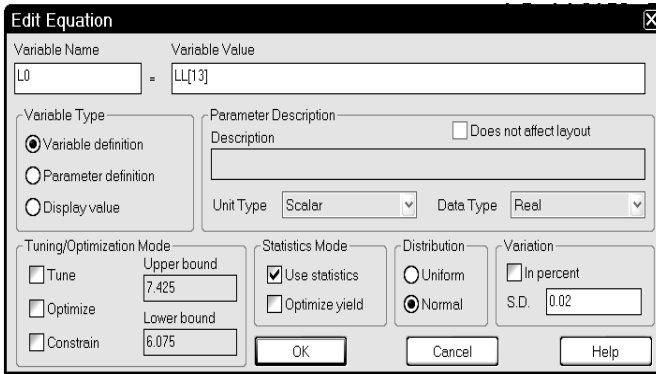 Edit Equation
Variable Name Variable Value
L0 = LL[13]
Variable Type
Variable definition
Parameter definition
Display value
Parameter Description
Description Does not affect layout
Unit Type Scalar Data Type Real
Tuning/Optimization Mode
Tune
Optimize
Constrain
Upper bound
7.425
Lower bound
6.075
Statistics Mode
Use statistics
Optimize yield
Distribution
Uniform
Normal
Variation
In percent
S.D. 0.02
OK Cancel Help